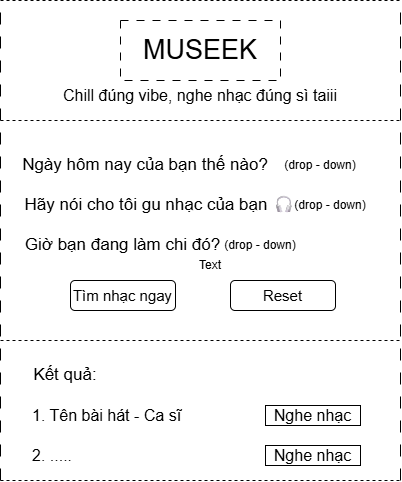 MUSEEK
Chill đúng vibe, nghe nhạc đúng sì taiii
Ngày hôm nay của bạn thế nào? (drop - down)
Hãy nói cho tôi gu nhạc của bạn 🎧 (drop - down)
Giờ bạn đang làm chi đó? (drop - down)
Text
Tìm nhạc ngay Reset
Kết quả:
1. Tên bài hát - Ca sĩ Nghe nhạc
2. ..... Nghe nhạc